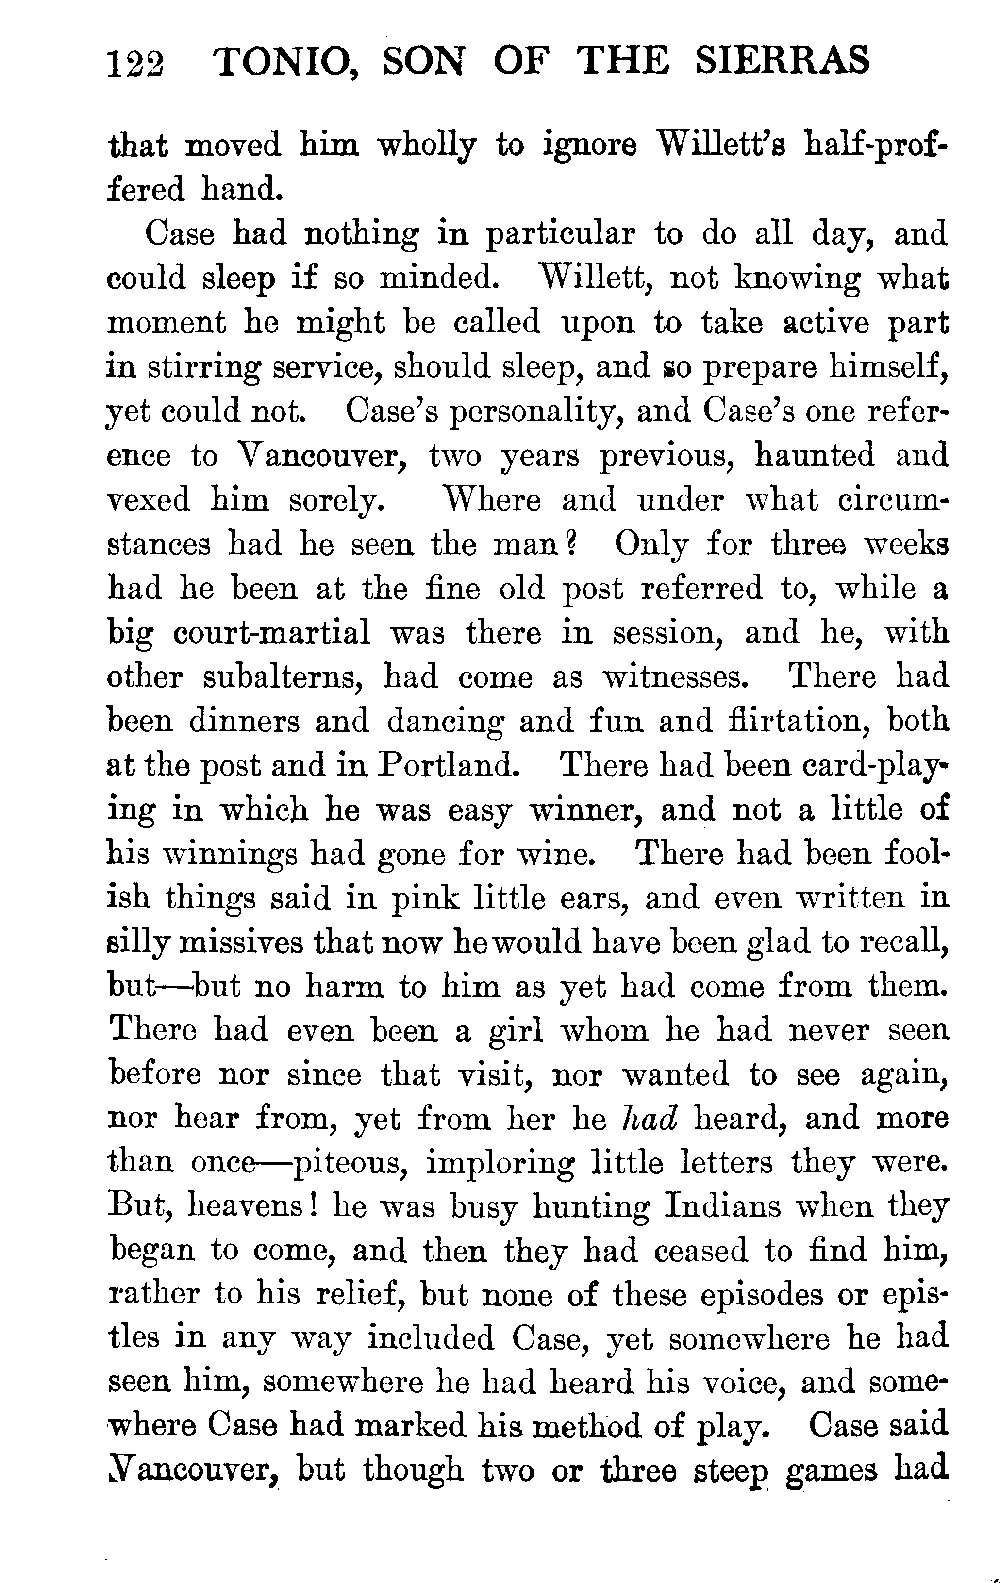 122 TONIO, SON OF THE SIERRAS
that moved him wholly to ignore Willett's half-prof-
fered hand.
Case had nothing in particular to do all day, and
could sleep if so minded. Willett, not knowing what
moment he might be called upon to take active part
in stirring service, should sleep, and so prepare himself,
yet could not. Case's personality, and Case's one refer-
ence to Vancouver, two years previous, haunted and
vexed him sorely. Where and under what circum-
stances had he seen the man? Only for three weeks
had he been at the fine old post referred to, while a
big court-martial was there in session, and he, with
other subalterns, had come as witnesses. There had
been dinners and dancing and fun and flirtation, both
at the post and in Portland. There had been card-play-
ing in which he was easy winner, and not a little of
his winnings had gone for wine. There had been fool-
ish things said in pink little ears, and even written in
silly missives that now he would have been glad to recall,
but—but no harm to him as yet had come from them.
There had even been a girl whom he had never seen
before nor since that visit, nor wanted to see again,
nor hear from, yet from her he had heard, and more
than once—piteous, imploring little letters they were.
But, heavens! he was busy hunting Indians when they
began to come, and then they had ceased to find him,
rather to his relief, but none of these episodes or epis-
tles in any way included Case, yet somewhere he had
seen him, somewhere he had heard his voice, and some-
where Case had marked his method of play. Case said
Vancouver, but though two or three steep games had